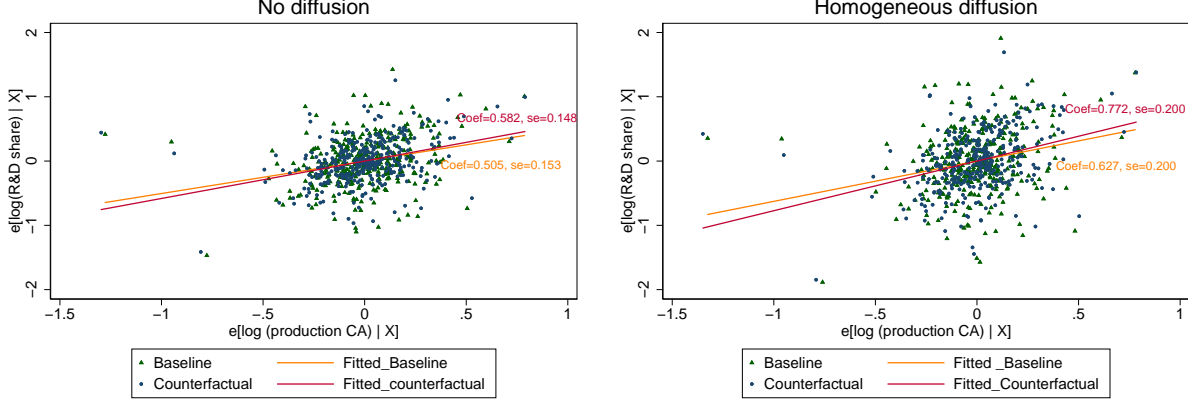 No diffusion
e[log(R&D share) | X]
2
1
0
−1
−2
Coef=0.582, se=0.148
Coef=0.505, se=0.153
−1.5
−1
−.5
0
.5
1
e[log (production CA) | X]
Baseline
Fitted_Baseline
Counterfactual
Fitted_counterfactual
Homogeneous diffusion
e[log(R&D share) | X]
2
1
0
−1
−2
Coef=0.772, se=0.200
Coef=0.627, se=0.200
−1.5
−1
−.5
0
.5
1
e[log (production CA) | X]
Baseline
Fitted _Baseline
Counterfactual
Fitted_Counterfactual